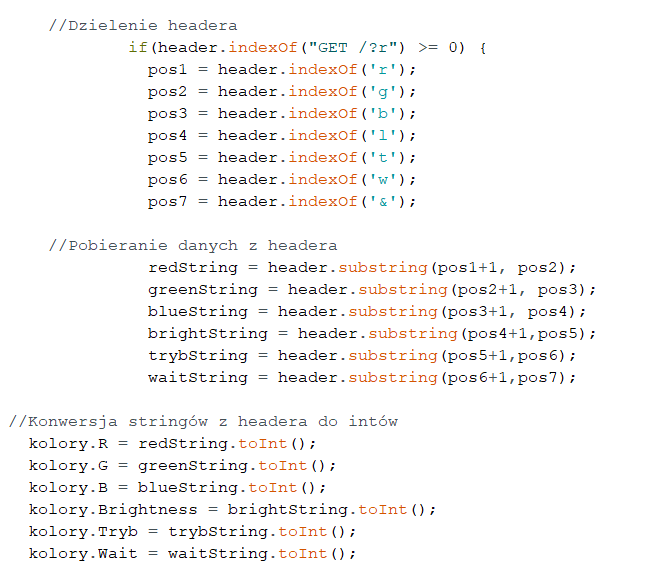 //Dzielenie headera
if(header.indexOf("GET /?r") >= 0) {
pos1 = header.indexOf('r');
pos2 = header.indexOf('g');
pos3 = header.indexOf('b');
pos4 = header.indexOf('l');
pos5 = header.indexOf('t');
pos6 = header.indexOf('w');
pos7 = header.indexOf('&');
//Pobieranie danych z headera
redString = header.substring(pos1+1, pos2);
greenString = header.substring(pos2+1, pos3);
blueString = header.substring(pos3+1, pos4);
brightString = header.substring(pos4+1,pos5);
trybString = header.substring(pos5+1,pos6);
waitString = header.substring(pos6+1,pos7);
//Konwersja stringów z headera do intów
kolory.R = redString.toInt();
kolory.G = greenString.toInt();
kolory.B = blueString.toInt();
kolory.Brightness = brightString.toInt();
kolory.Tryb = trybString.toInt();
kolory.Wait = waitString.toInt();